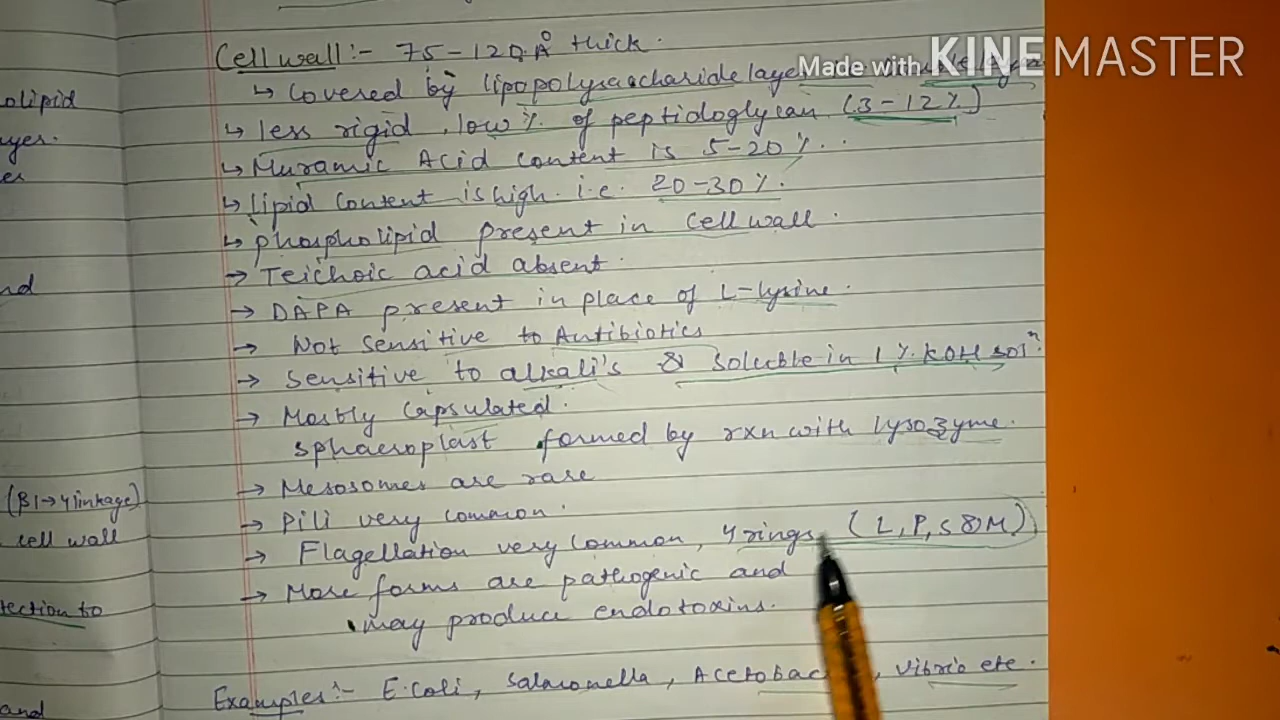 Cell wall:- 75-120 Å thick.
Made with KINEMASTER
↳ Covered by lipopolysaccharide layer
olipid
yer.
↳ less rigid, low % of peptidoglycan (3-12%)
es
↳ Muramic Acid content is 5-20%.
↳ lipid content is high i.e. 20-30%.
↳ phospholipid present in cell wall.
→ Teichoic acid absent.
nd
→ DAPA present in place of L-lysine.
→ Not sensitive to Antibiotics
→ Sensitive to alkali's & soluble in 1% KOH solⁿ.
→ Mostly Capsulated.
sphaeroplast formed by rxn with lysozyme.
→ Mesosomes are rare
(β1→4 linkage)
→ Pili very common.
cell wall
→ Flagellation very common, 4 rings (L, P, S & M)
→ More forms are pathogenic and
tection to
may produce endotoxins.
Examples:- E.Coli, Salmonella, Acetobac, Vibrio etc.
and